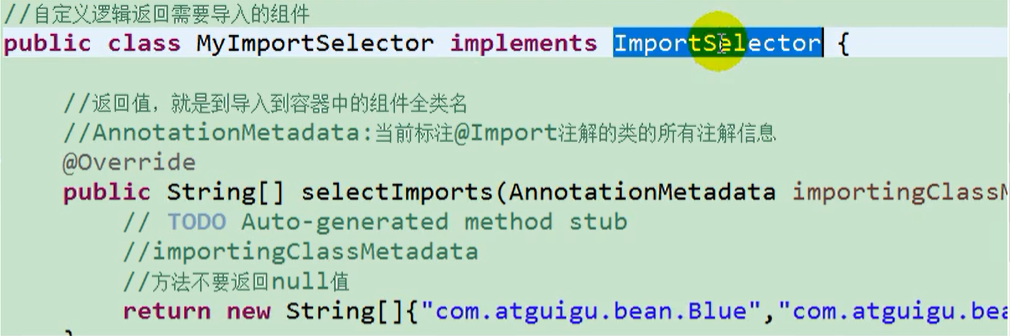 //自定义逻辑返回需要导入的组件
public class MyImportSelector implements ImportSelector {
//返回值，就是到导入到容器中的组件全类名
//AnnotationMetadata:当前标注@Import注解的类的所有注解信息
@Override
public String[] selectImports(AnnotationMetadata importingClassM
// TODO Auto-generated method stub
//importingClassMetadata
//方法不要返回null值
return new String[]{"com.atguigu.bean.Blue","com.atguigu.bea